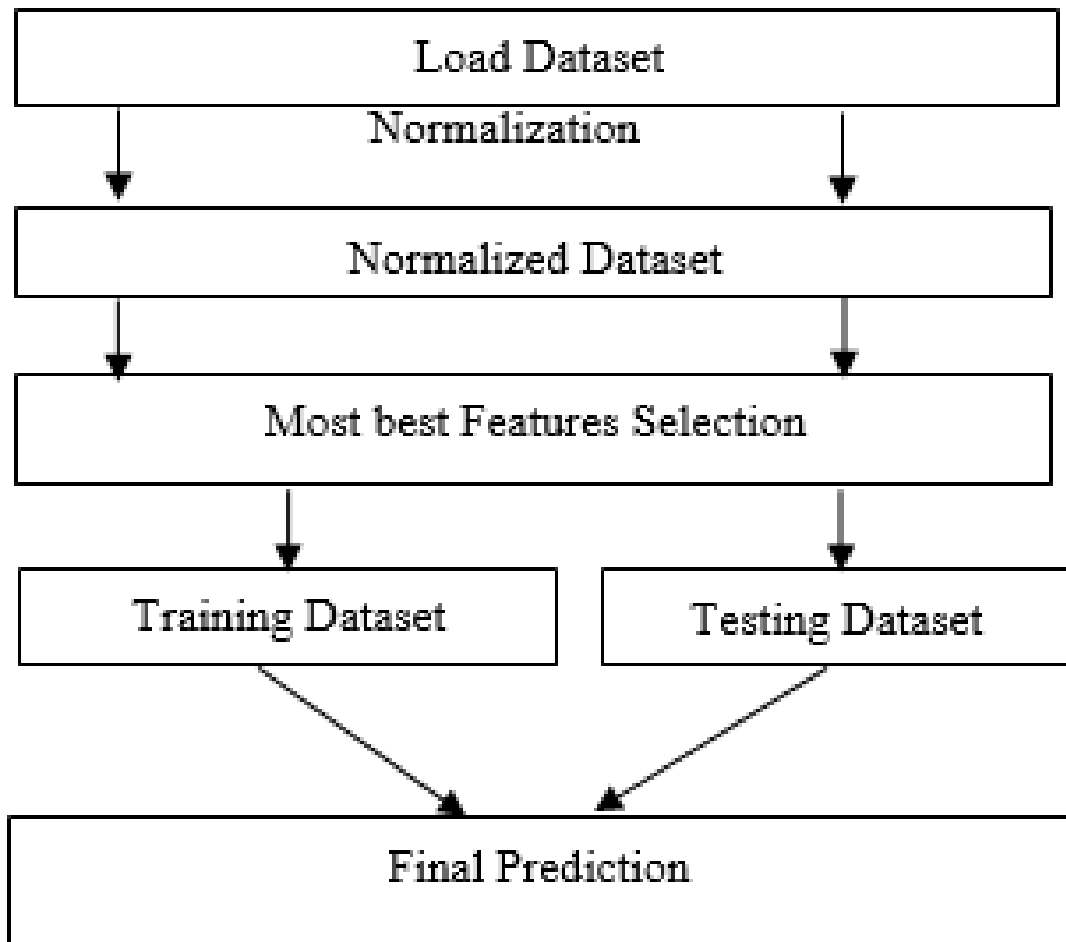 Load Dataset
Normalization
Normalized Dataset
Most best Features Selection
Training Dataset
Testing Dataset
Final Prediction